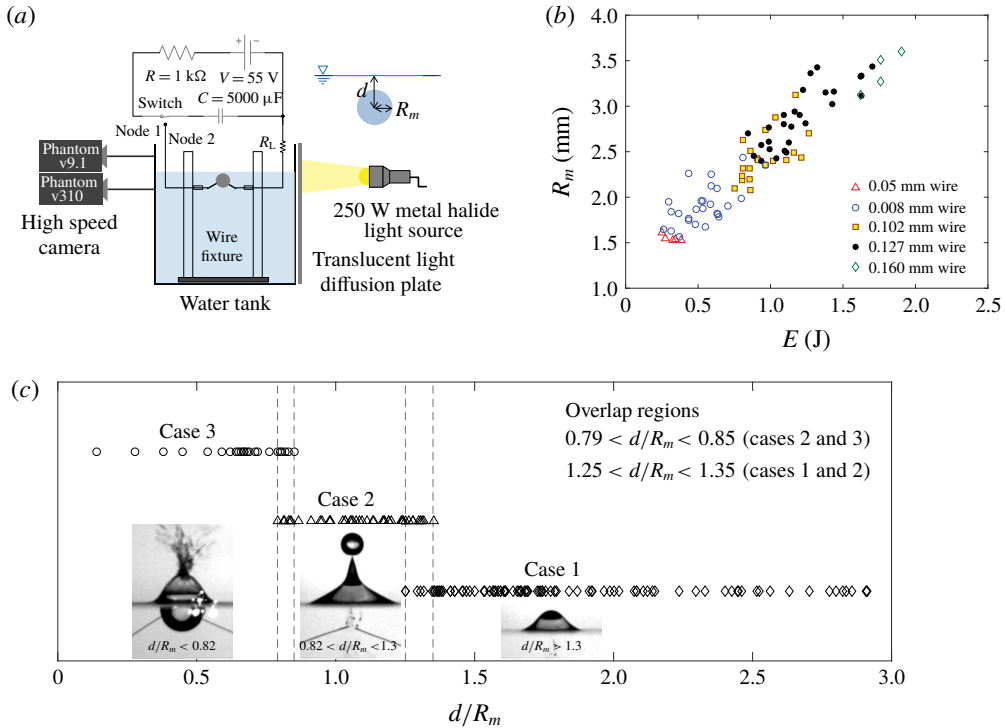 (a)
+ −
R = 1 kΩ
V = 55 V
C = 5000 μF
Switch
Node 1
Node 2
R_L
d
R_m
Phantom
v9.1
Phantom
v310
High speed
camera
Wire
fixture
Water tank
250 W metal halide
light source
Translucent light
diffusion plate
(b)
4.0
3.5
3.0
2.5
2.0
1.5
1.0
R_m (mm)
0.05 mm wire
0.008 mm wire
0.102 mm wire
0.127 mm wire
0.160 mm wire
0 0.5 1.0 1.5 2.0 2.5
E (J)
(c)
Overlap regions
0.79 < d/R_m < 0.85 (cases 2 and 3)
1.25 < d/R_m < 1.35 (cases 1 and 2)
Case 3
Case 2
Case 1
d/R_m < 0.82
0.82 < d/R_m <1.3
d/R_m > 1.3
0 0.5 1.0 1.5 2.0 2.5 3.0
d/R_m